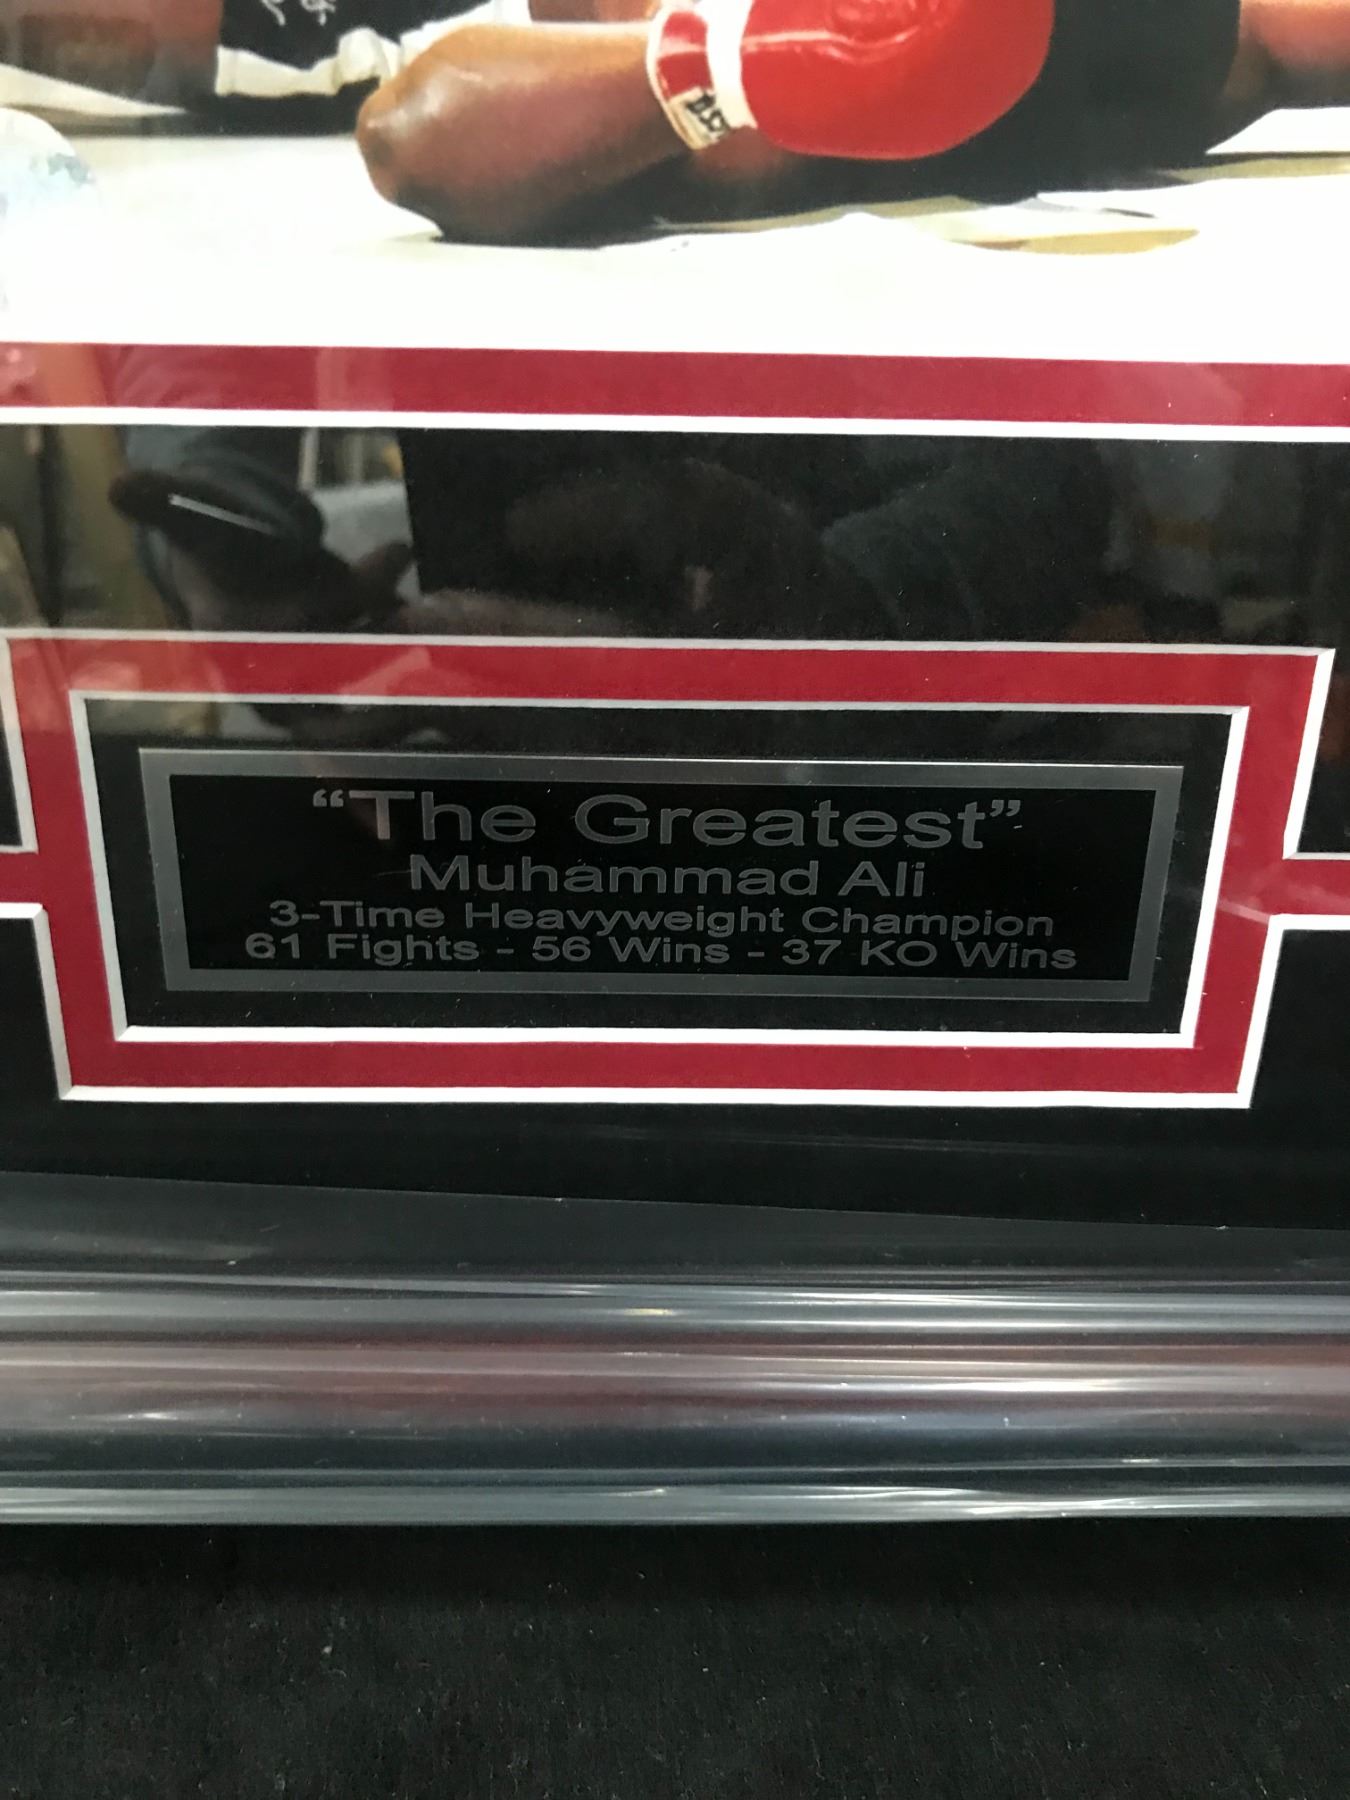 “The Greatest”
Muhammad Ali
3-Time Heavyweight Champion
61 Fights - 56 Wins - 37 KO Wins